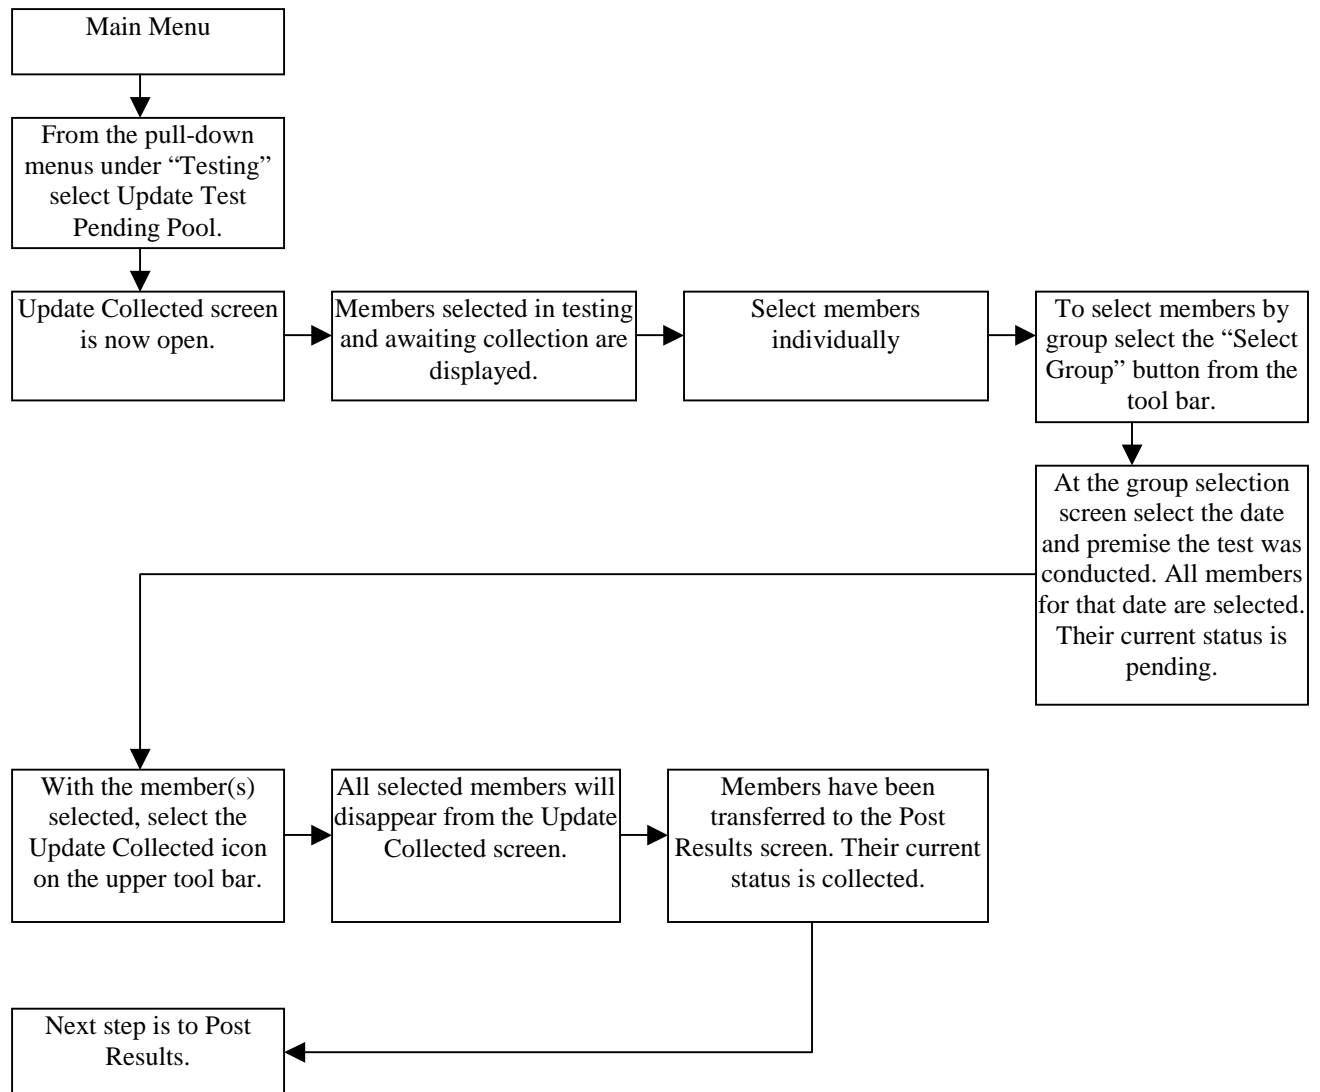 Main Menu
From the pull-down
menus under “Testing”
select Update Test
Pending Pool.
Update Collected screen
is now open.
Members selected in testing
and awaiting collection are
displayed.
Select members
individually
To select members by
group select the “Select
Group” button from the
tool bar.
At the group selection
screen select the date
and premise the test was
conducted. All members
for that date are selected.
Their current status is
pending.
With the member(s)
selected, select the
Update Collected icon
on the upper tool bar.
All selected members will
disappear from the Update
Collected screen.
Members have been
transferred to the Post
Results screen. Their current
status is collected.
Next step is to Post
Results.